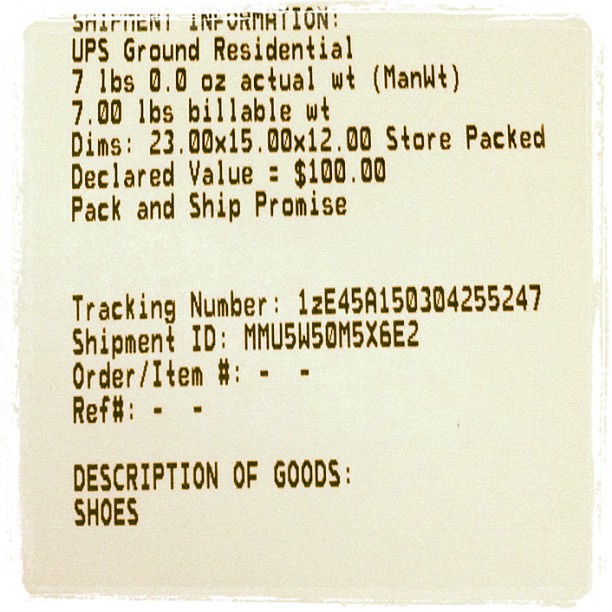 SHIPMENT INFORMATION:
UPS Ground Residential
7 lbs 0.0 oz actual wt (ManWt)
7.00 lbs billable wt
Dims: 23.00x15.00x12.00 Store Packed
Declared Value = $100.00
Pack and Ship Promise
Tracking Number: 1zE45A150304255247
Shipment ID: MMU5W50M5X6E2
Order/Item #: - -
Ref#: - -
DESCRIPTION OF GOODS:
SHOES